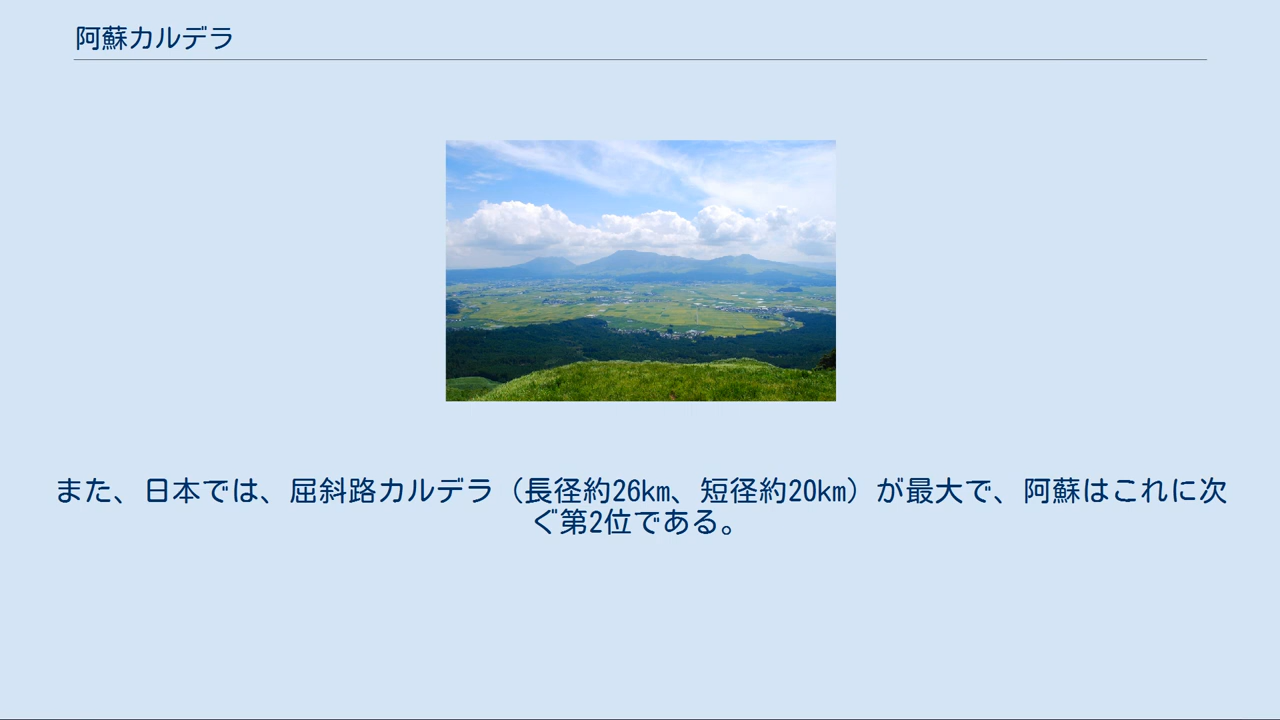 阿蘇カルデラ
また、日本では、屈斜路カルデラ（長径約26km、短径約20km）が最大で、阿蘇はこれに次
ぐ第2位である。